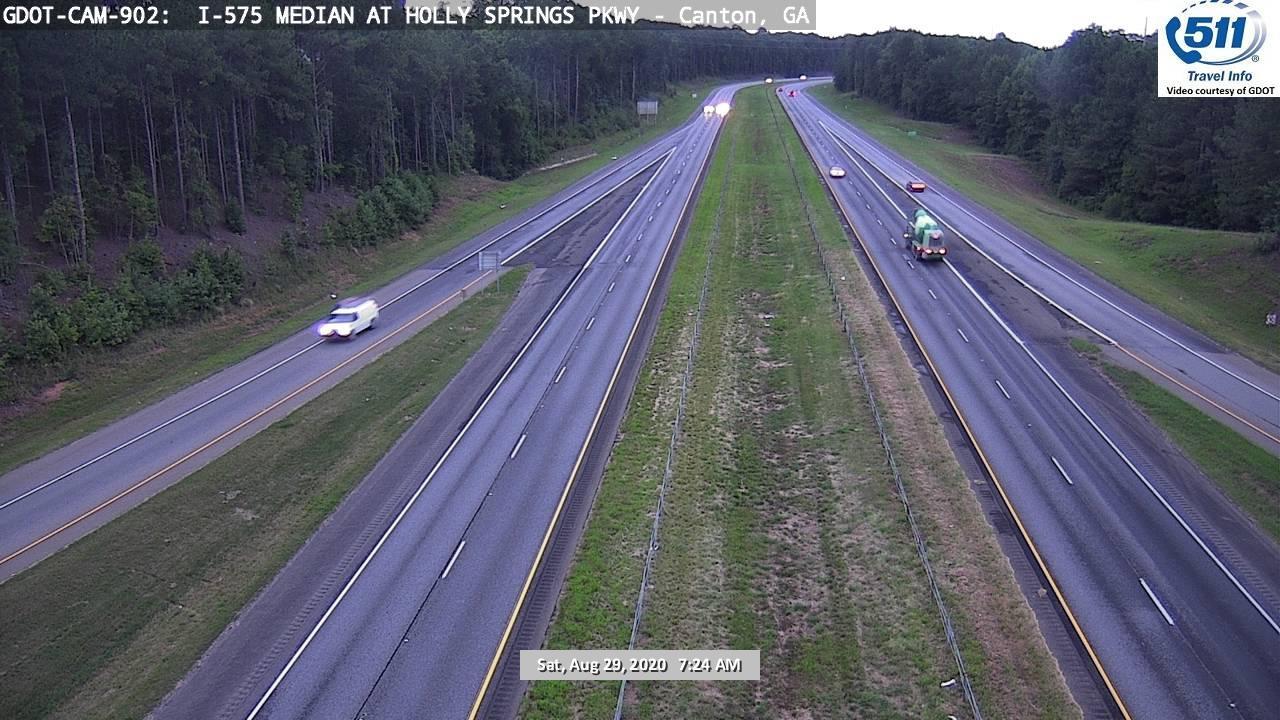 GDOT-CAM-902: I-575 MEDIAN AT HOLLY SPRINGS PKWY - Canton, GA
511
®
Travel Info
Video courtesy of GDOT
Sat, Aug 29, 2020 7:24 AM